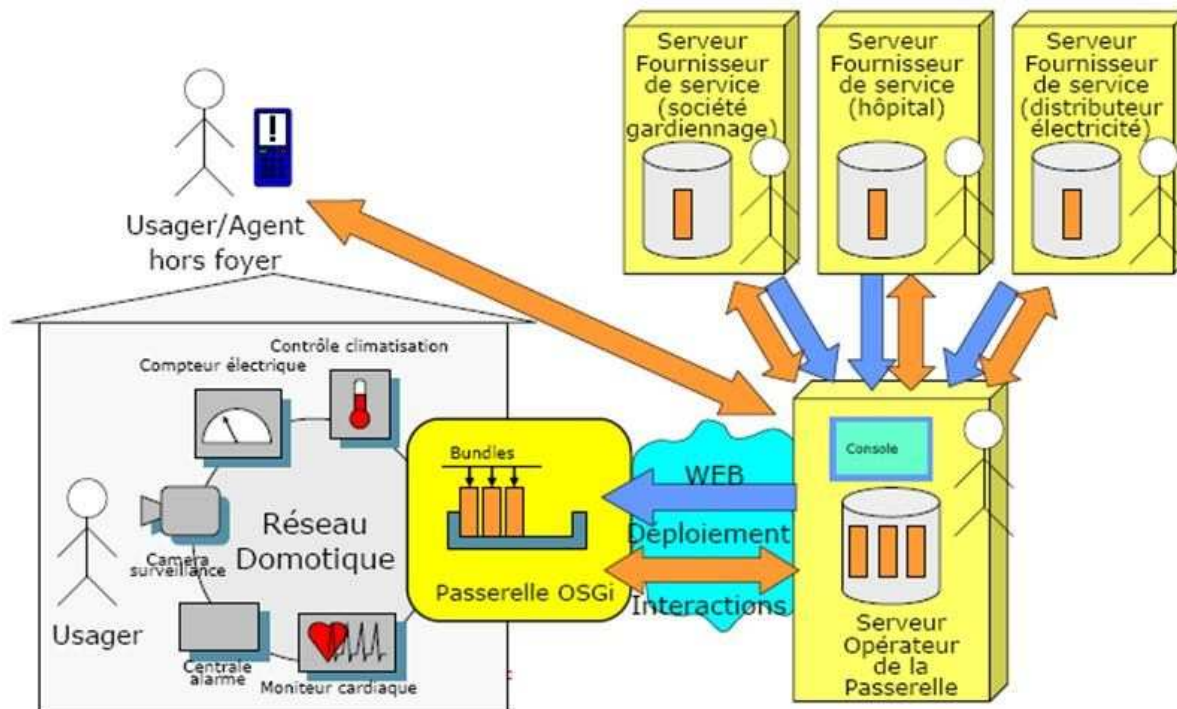 Serveur
Fournisseur
de service
(société
gardiennage)
Serveur
Fournisseur
de service
(hôpital)
Serveur
Fournisseur
de service
(distributeur
électricité)
!
Usager/Agent
hors foyer
Contrôle climatisation
Compteur électrique
Bundles
WEB
Console
Réseau
Domotique
Caméra
surveillance
Déploiement
Passerelle OSGi
Interactions
Usager
Centrale
alarme
Moniteur cardiaque
Serveur
Opérateur
de la
Passerelle